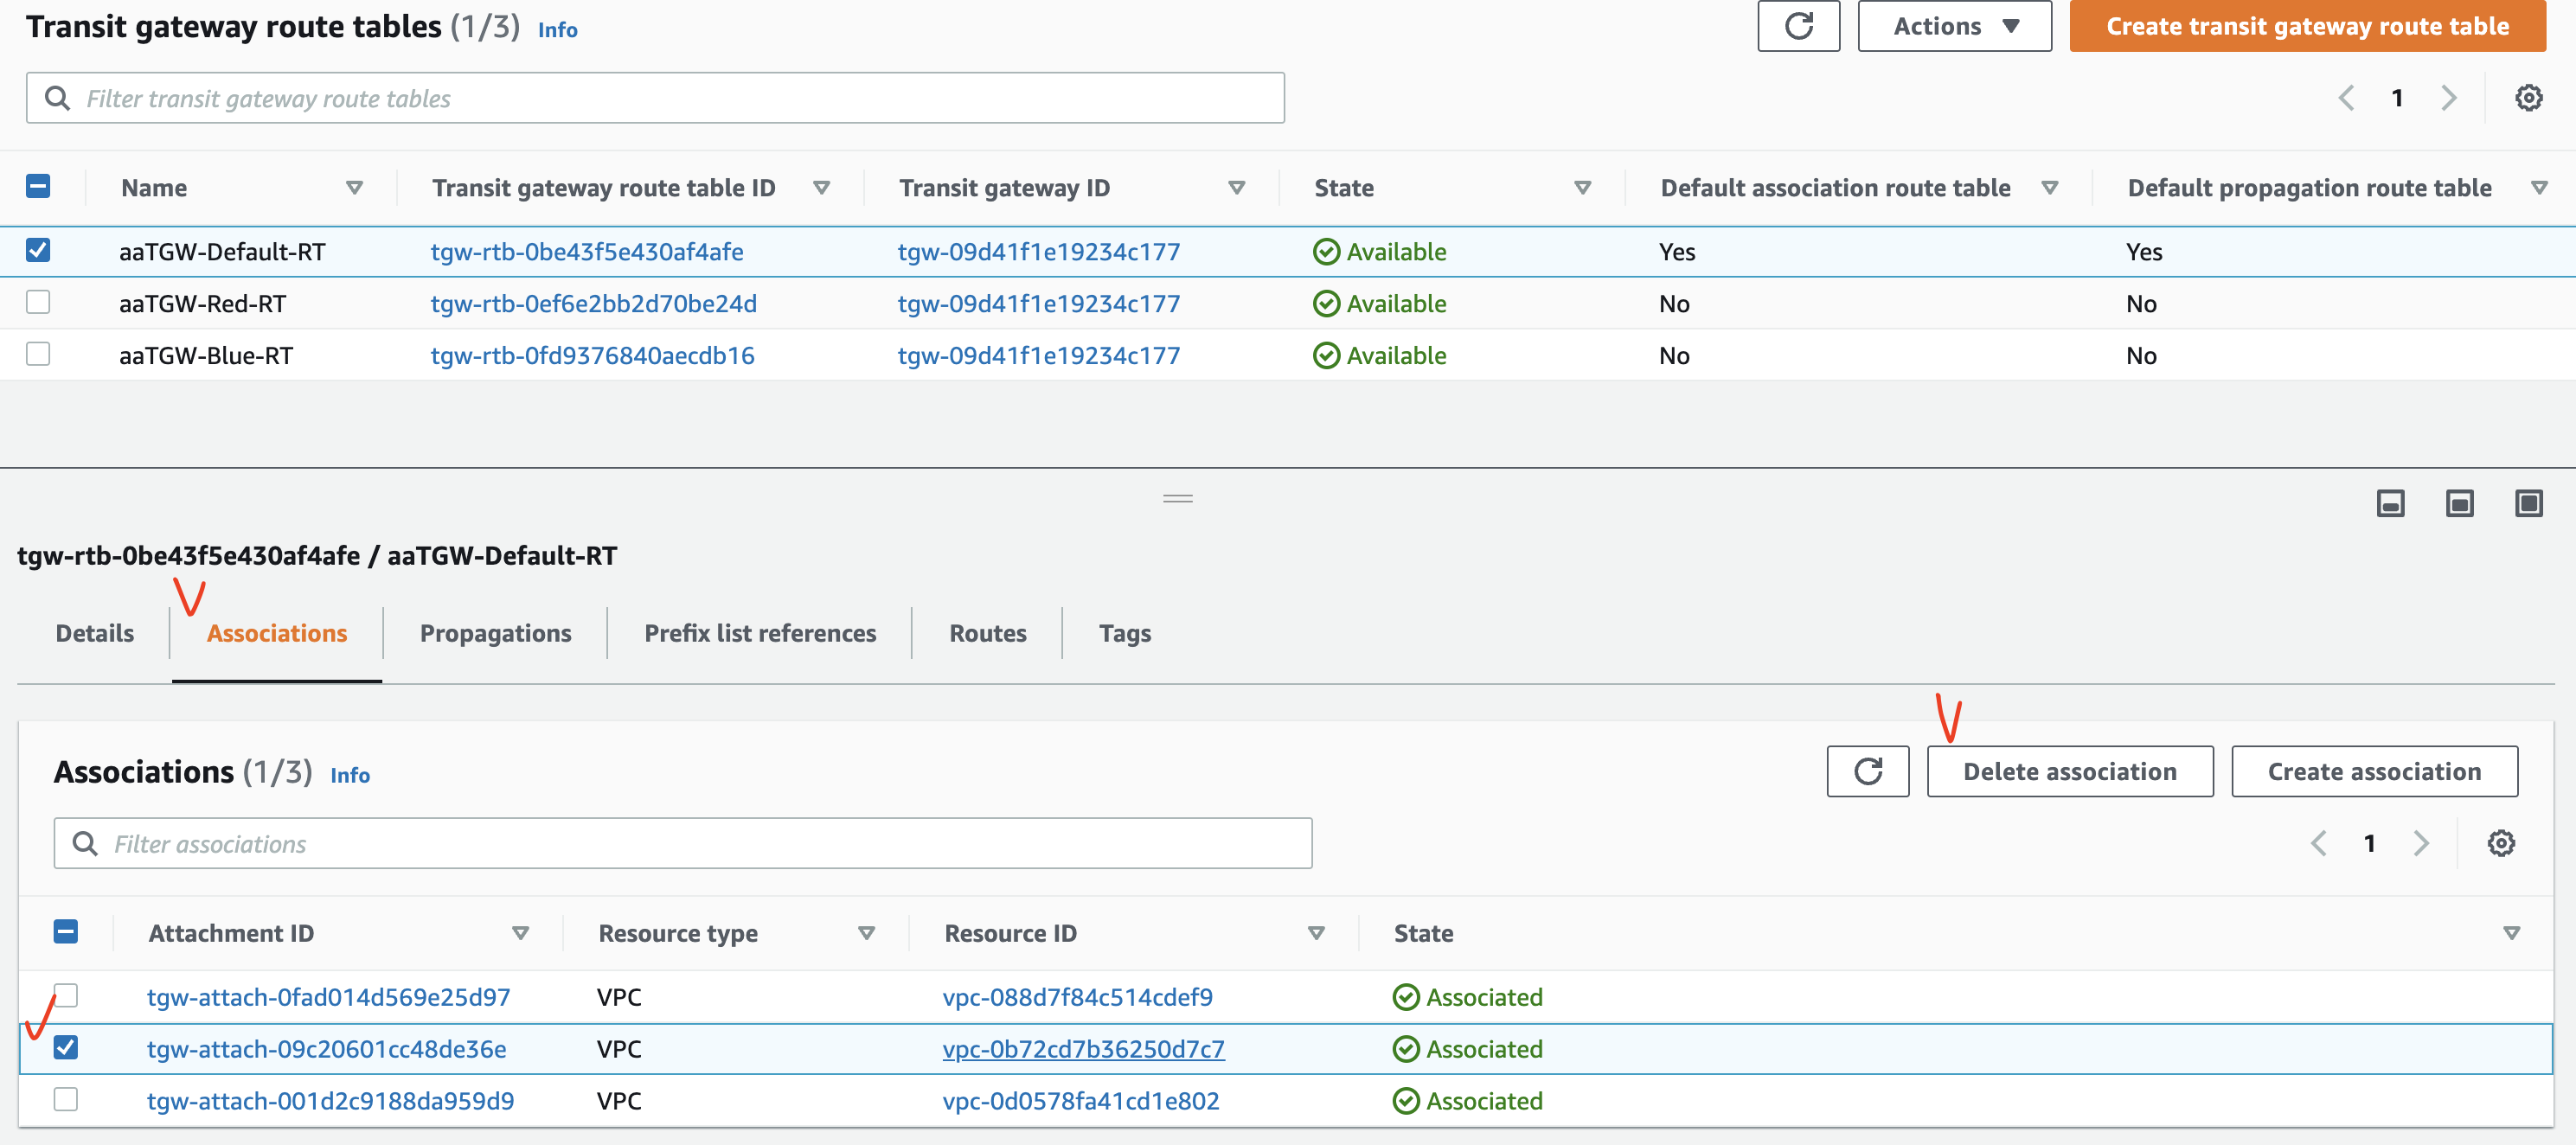 Transit gateway route tables (1/3) Info
Actions
Create transit gateway route table
Filter transit gateway route tables
1
Name Transit gateway route table ID Transit gateway ID State Default association route table Default propagation route table
aaTGW-Default-RT tgw-rtb-0be43f5e430af4afe tgw-09d41f1e19234c177 Available Yes Yes
aaTGW-Red-RT tgw-rtb-0ef6e2bb2d70be24d tgw-09d41f1e19234c177 Available No No
aaTGW-Blue-RT tgw-rtb-0fd9376840aecdb16 tgw-09d41f1e19234c177 Available No No
tgw-rtb-0be43f5e430af4afe / aaTGW-Default-RT
Details Associations Propagations Prefix list references Routes Tags
Associations (1/3) Info
Delete association
Create association
Filter associations
1
Attachment ID Resource type Resource ID State
tgw-attach-0fad014d569e25d97 VPC vpc-088d7f84c514cdef9 Associated
tgw-attach-09c20601cc48de36e VPC vpc-0b72cd7b36250d7c7 Associated
tgw-attach-001d2c9188da959d9 VPC vpc-0d0578fa41cd1e802 Associated